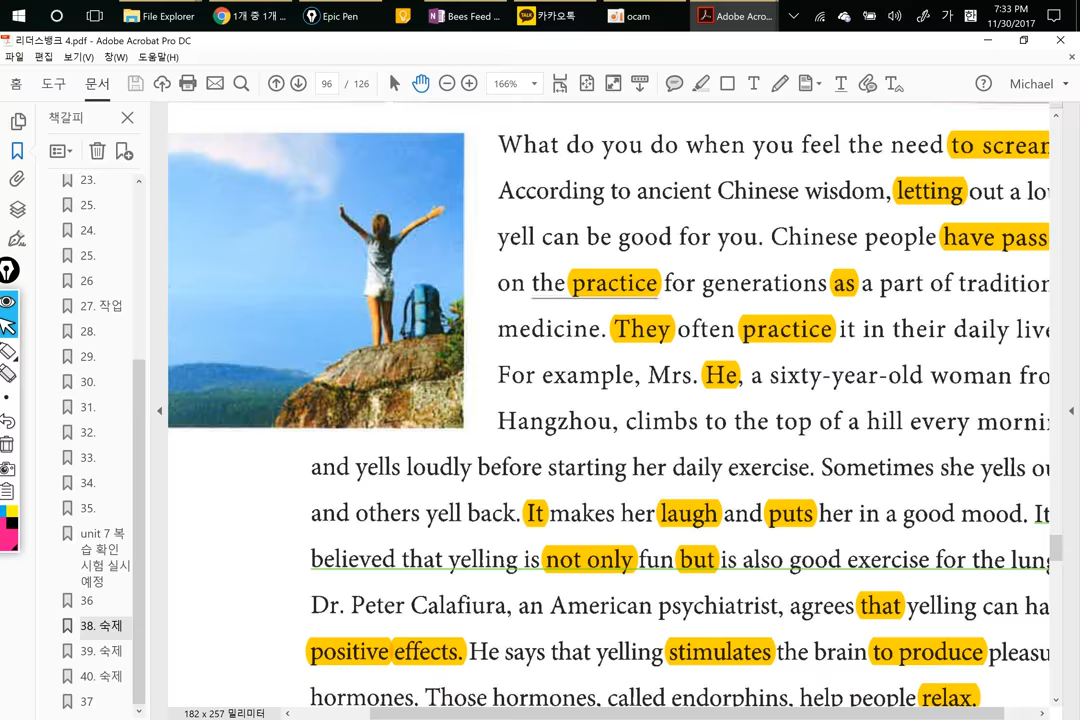 File Explorer
1개 중 1개 ...
Epic Pen
Bees Feed ...
카카오톡
ocam
Adobe Acro...
가
한
7:33 PM
11/30/2017
리더스뱅크 4.pdf - Adobe Acrobat Pro DC
파일 편집 보기(V) 창(W) 도움말(H)
홈 도구 문서
96 / 126
166%
Michael
책갈피
23.
25.
24.
25.
26
27. 작업
28.
29.
30.
31.
32.
33.
34.
35.
unit 7 복
습 확인
시험 실시
예정
36
38. 숙제
39. 숙제
40. 숙제
37
What do you do when you feel the need to screa
According to ancient Chinese wisdom, letting out a lo
yell can be good for you. Chinese people have pass
on the practice for generations as a part of tradition
medicine. They often practice it in their daily live
For example, Mrs. He, a sixty-year-old woman fro
Hangzhou, climbs to the top of a hill every morni
and yells loudly before starting her daily exercise. Sometimes she yells ou
and others yell back. It makes her laugh and puts her in a good mood. It
believed that yelling is not only fun but is also good exercise for the lung
Dr. Peter Calafiura, an American psychiatrist, agrees that yelling can ha
positive effects. He says that yelling stimulates the brain to produce pleasu
hormones. Those hormones, called endorphins, help people relax.
182 x 257 밀리미터